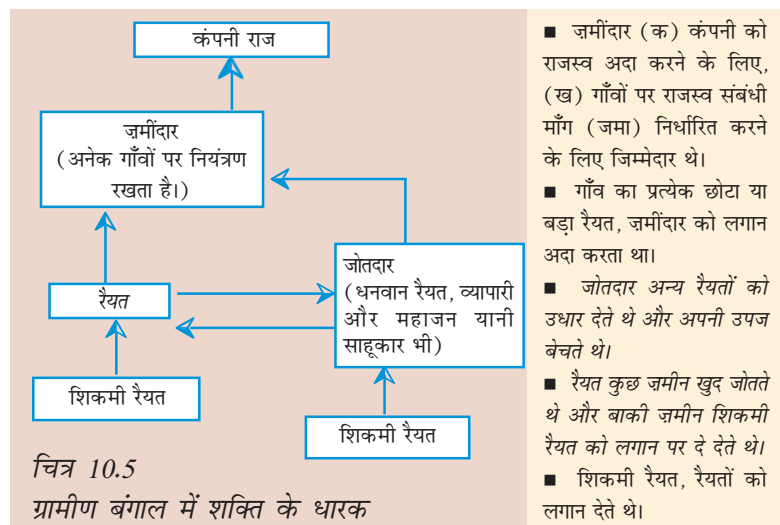 कंपनी राज
ज़मींदार
(अनेक गाँवों पर नियंत्रण
रखता है।)
जोतदार
(धनवान रैयत, व्यापारी
और महाजन यानी
साहूकार भी)
रैयत
शिकमी रैयत
शिकमी रैयत
चित्र 10.5
ग्रामीण बंगाल में शक्ति के धारक
■ ज़मींदार (क) कंपनी को
राजस्व अदा करने के लिए,
(ख) गाँवों पर राजस्व संबंधी
माँग (जमा) निर्धारित करने
के लिए जिम्मेदार थे।
■ गाँव का प्रत्येक छोटा या
बड़ा रैयत, ज़मींदार को लगान
अदा करता था।
■ जोतदार अन्य रैयतों को
उधार देते थे और अपनी उपज
बेचते थे।
■ रैयत कुछ ज़मीन खुद जोतते
थे और बाकी ज़मीन शिकमी
रैयत को लगान पर दे देते थे।
■ शिकमी रैयत, रैयतों को
लगान देते थे।